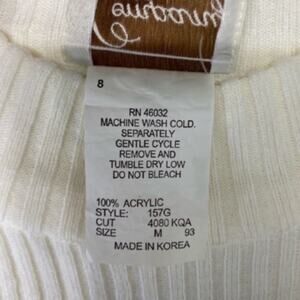 Company
8
RN 46032
MACHINE WASH COLD.
SEPARATELY
GENTLE CYCLE
REMOVE AND
TUMBLE DRY LOW
DO NOT BLEACH
100% ACRYLIC
STYLE: 157G
CUT 4080 KQA
SIZE M 93
MADE IN KOREA